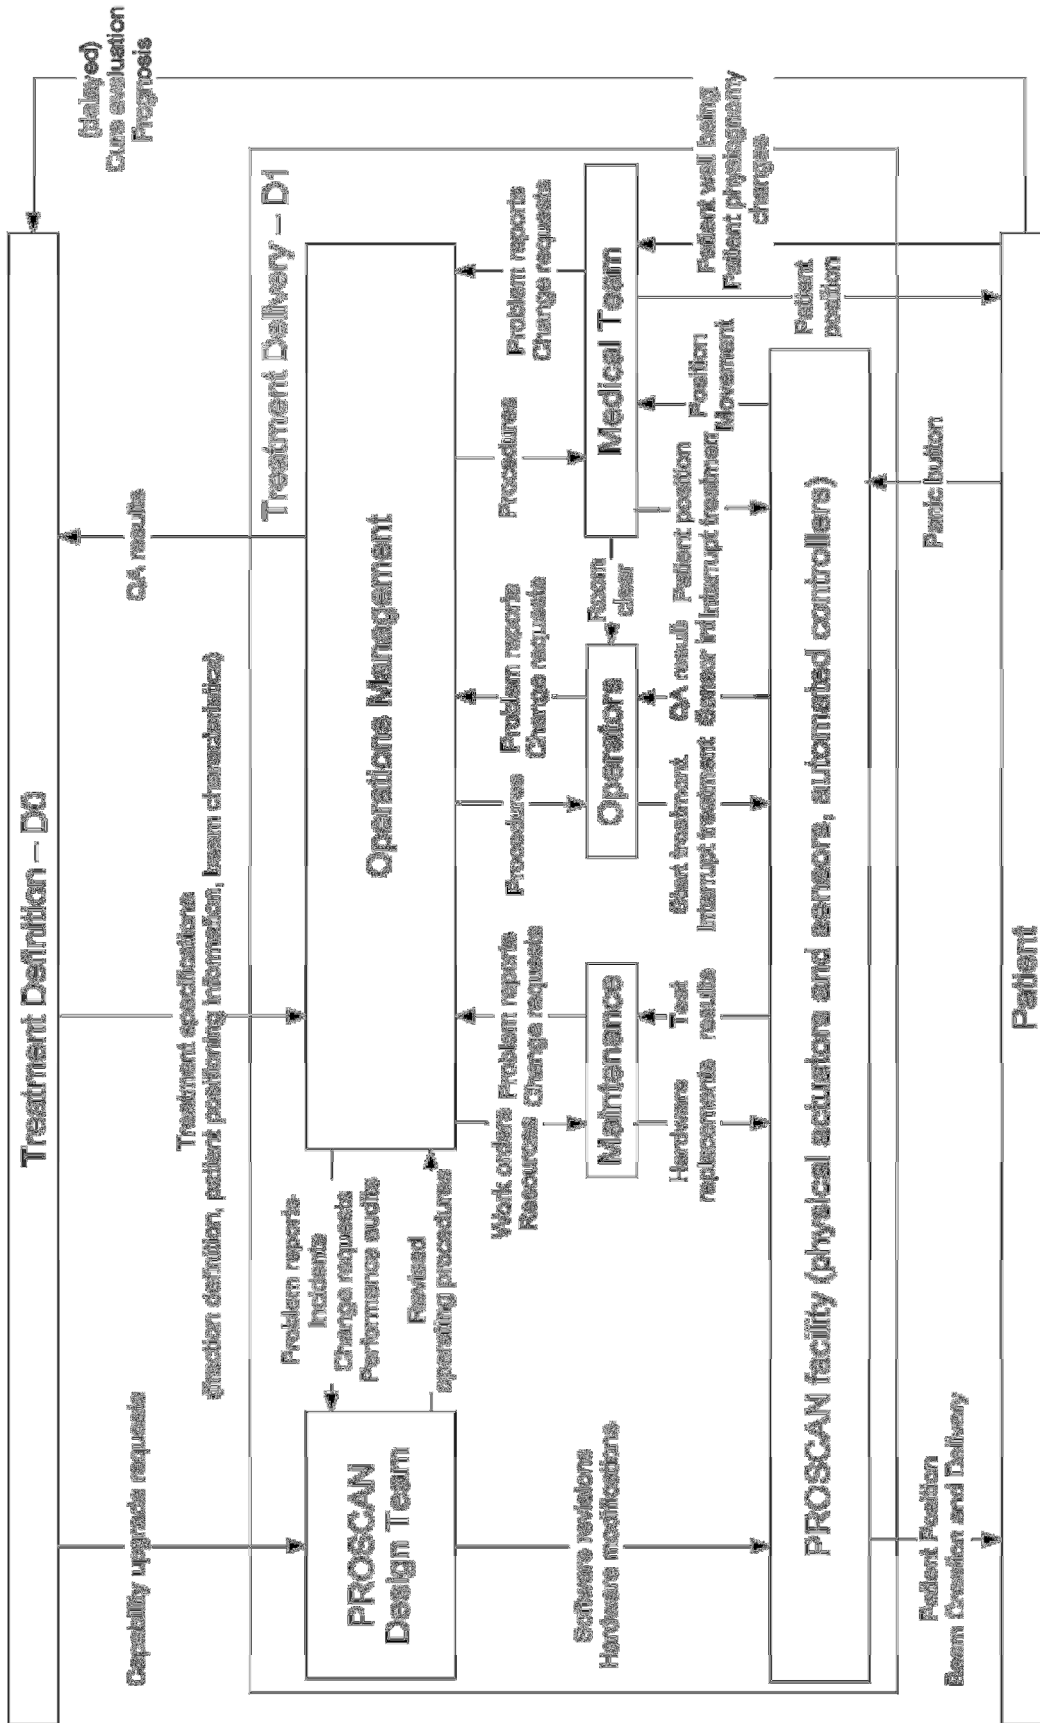 Treatment Definition – D0
(delayed)
Cure evaluation
Prognosis
QA results
Treatment specifications
(fraction definition, patient positioning information, beam characteristics)
Capability upgrade requests
Treatment Delivery – D1
Operations Management
PROSCAN
Design Team
Problem reports
Incidents
Change requests
Performance audits
Revised
operating procedures
Work orders
Resources
Problem reports
Change requests
Procedures
Problem reports
Change requests
Procedures
Problem reports
Change requests
Maintenance
Operators
Room
clear
Medical Team
Software revisions
Hardware modifications
Hardware
replacements
Test
results
Start treatment
Interrupt treatment
QA result
Sensor inf
Patient position
Interrupt treatmen
Position
Movement
Patient
position
Patient well being
Patient physiognomy
changes
PROSCAN facility (physical actuators and sensors, automated controllers)
Patient Position
Beam Creation and Delivery
Panic button
Patient